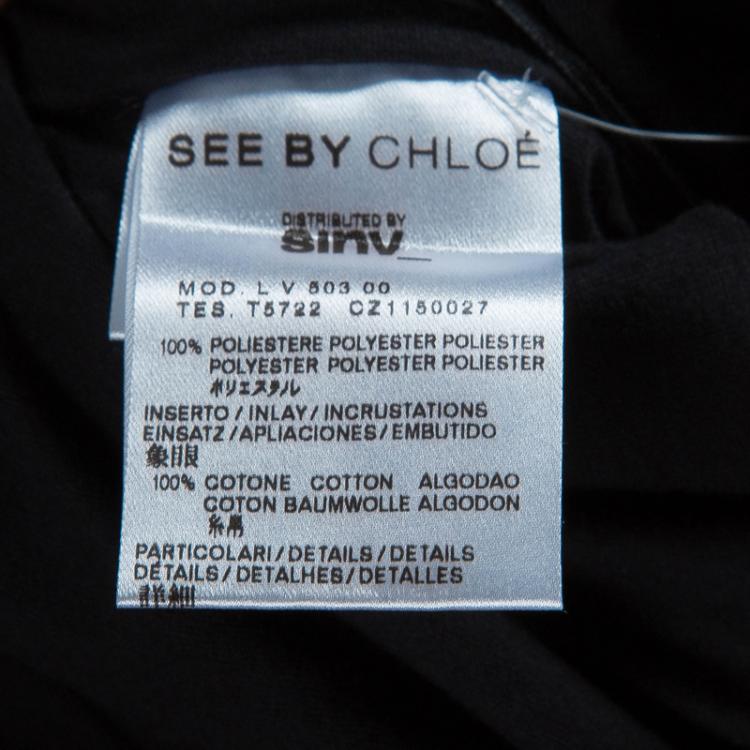 SEE BY CHLOÉ
DISTRIBUTED BY
sinv_
MOD. L V 503 00
TES. T5722 CZ1150027
100% POLIESTERE POLYESTER POLIESTER
POLYESTER POLYESTER POLIESTER
ポリエステル
INSERTO/INLAY/INCRUSTATIONS
EINSATZ/APLIACIONES/EMBUTIDO
象眼
100% COTONE COTTON ALGODAO
COTON BAUMWOLLE ALGODON
PARTICOLARI/DETAILS/DETAILS
DÉTAILS/DETALHES/DETALLES
詳細